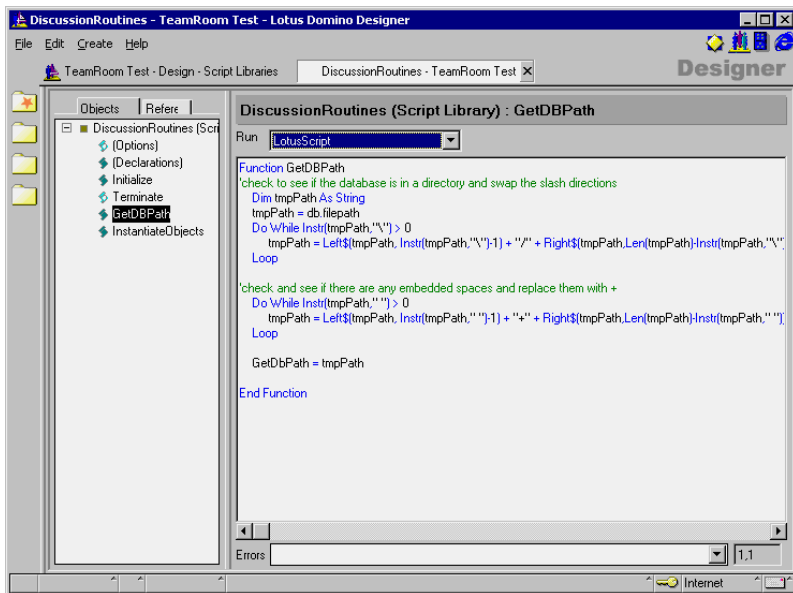 DiscussionRoutines - TeamRoom Test - Lotus Domino Designer
File Edit Create Help
Designer
TeamRoom Test - Design - Script Libraries
DiscussionRoutines - TeamRoom Test
Objects
Refere
DiscussionRoutines (Scri
(Options)
(Declarations)
Initialize
Terminate
GetDBPath
InstantiateObjects
DiscussionRoutines (Script Library) : GetDBPath
Run LotusScript
Function GetDBPath
'check to see if the database is in a directory and swap the slash directions
Dim tmpPath As String
tmpPath = db.filepath
Do While Instr(tmpPath,"\") > 0
tmpPath = Left$(tmpPath, Instr(tmpPath,"\")-1) + "/" + Right$(tmpPath,Len(tmpPath)-Instr(tmpPath,"\"
Loop
'check and see if there are any embedded spaces and replace them with +
Do While Instr(tmpPath," ") > 0
tmpPath = Left$(tmpPath, Instr(tmpPath," ")-1) + "+" + Right$(tmpPath,Len(tmpPath)-Instr(tmpPath," ")
Loop
GetDbPath = tmpPath
End Function
Errors
1,1
Internet